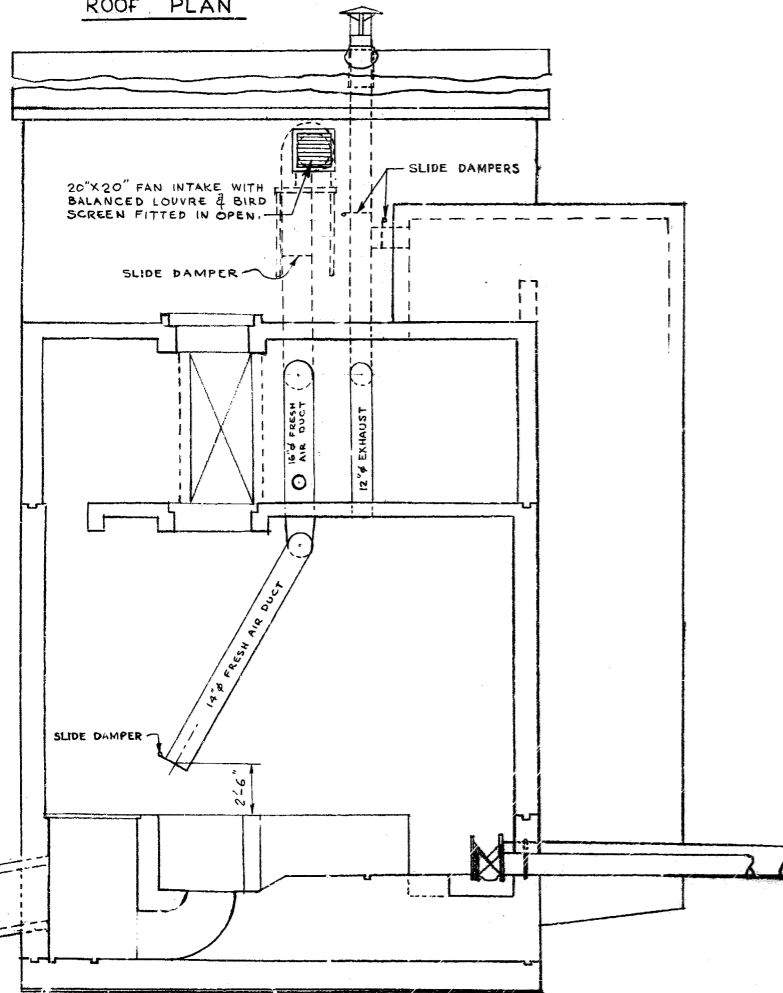 ROOF PLAN
SLIDE DAMPERS
20"X20" FAN INTAKE WITH
BALANCED LOUVRE & BIRD
SCREEN FITTED IN OPEN.
SLIDE DAMPER
16"ø FRESH
AIR DUCT
12"ø EXHAUST
14"ø FRESH AIR DUCT
SLIDE DAMPER
2'-6"